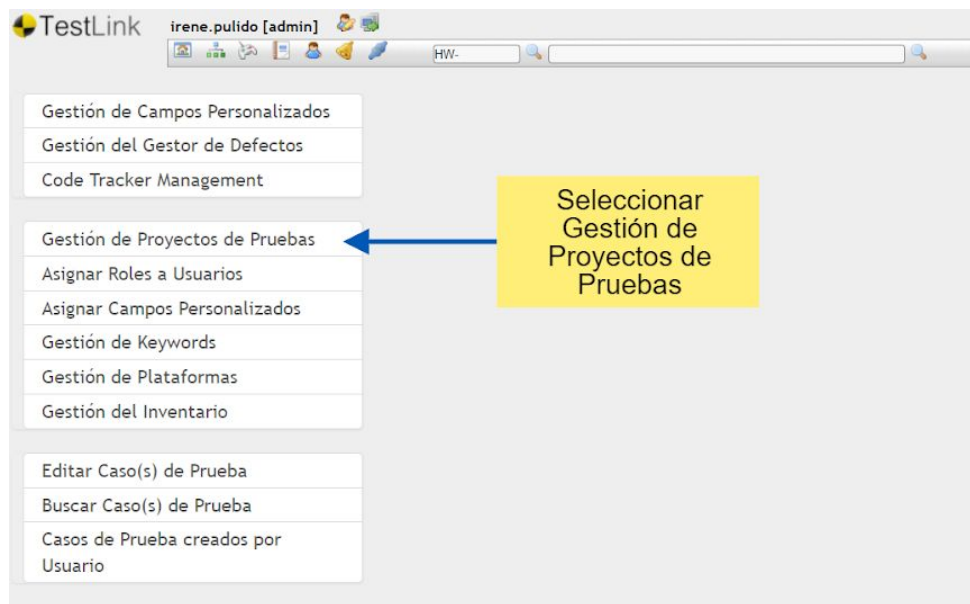 TestLink
irene.pulido [admin]
HW-
Gestión de Campos Personalizados
Gestión del Gestor de Defectos
Code Tracker Management
Gestión de Proyectos de Pruebas
Asignar Roles a Usuarios
Asignar Campos Personalizados
Gestión de Keywords
Gestión de Plataformas
Gestión del Inventario
Editar Caso(s) de Prueba
Buscar Caso(s) de Prueba
Casos de Prueba creados por
Usuario
Seleccionar
Gestión de
Proyectos de
Pruebas